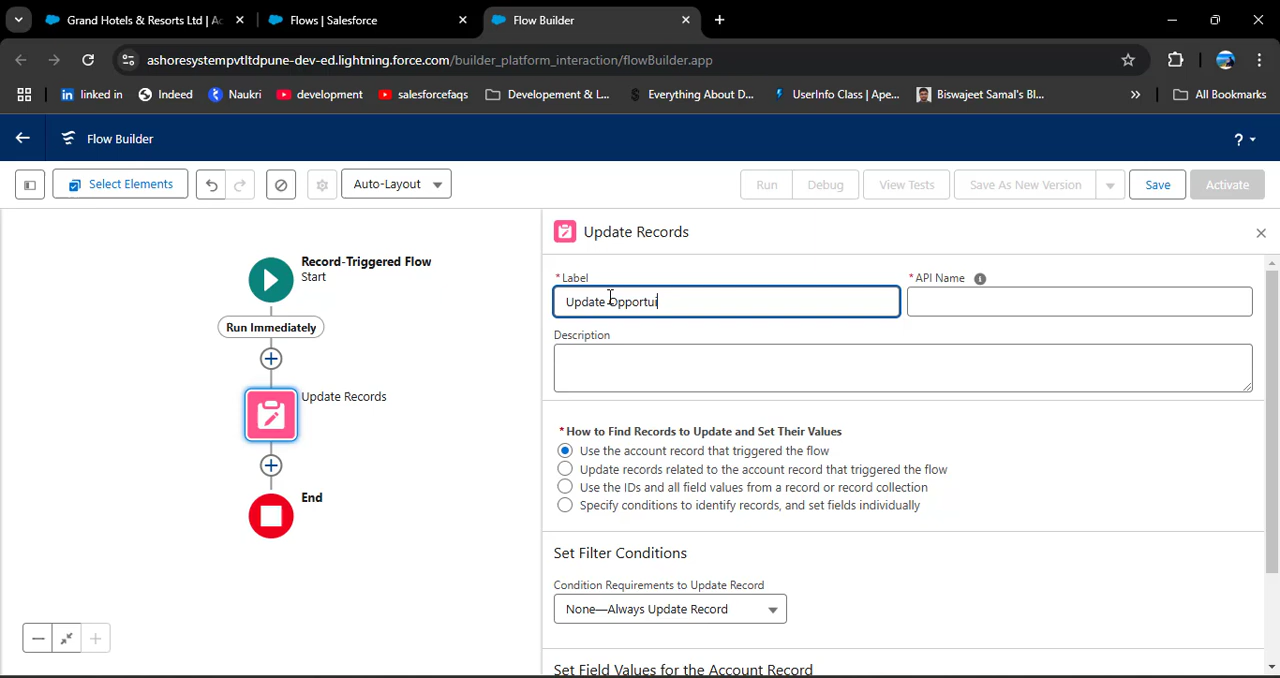 Grand Hotels & Resorts Ltd | Ac
Flows | Salesforce
Flow Builder
ashoresystempvtltdpune-dev-ed.lightning.force.com/builder_platform_interaction/flowBuilder.app
linked in
Indeed
Naukri
development
salesforcefaqs
Developement & L...
Everything About D...
UserInfo Class | Ape...
Biswajeet Samal's Bl...
»
All Bookmarks
Flow Builder
?
Select Elements
Auto-Layout
Run
Debug
View Tests
Save As New Version
Save
Activate
Record-Triggered Flow
Start
Run Immediately
Update Records
End
Update Records
* Label
Update Opportui
* API Name
Description
* How to Find Records to Update and Set Their Values
Use the account record that triggered the flow
Update records related to the account record that triggered the flow
Use the IDs and all field values from a record or record collection
Specify conditions to identify records, and set fields individually
Set Filter Conditions
Condition Requirements to Update Record
None—Always Update Record
Set Field Values for the Account Record